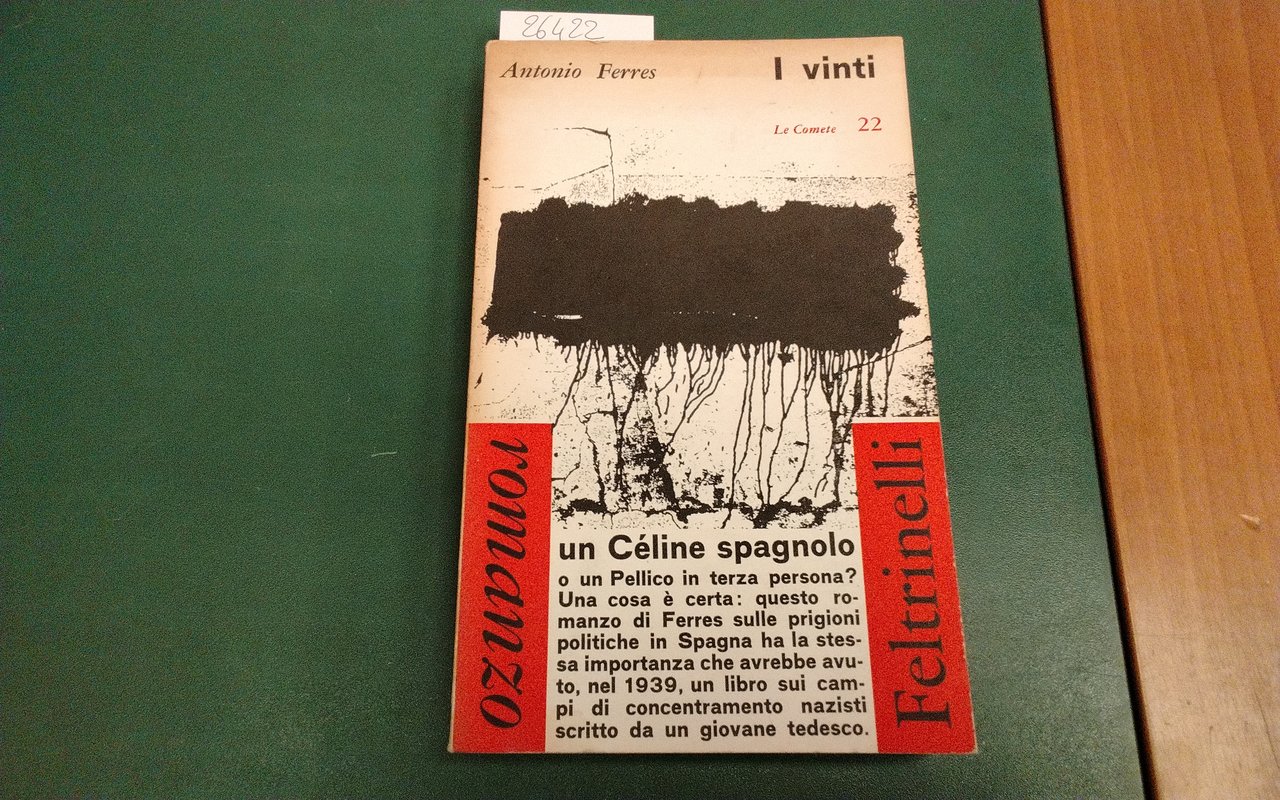 26422
Antonio Ferres
I vinti
Le Comete 22
romanzo
Feltrinelli
un Céline spagnolo
o un Pellico in terza persona?
Una cosa è certa: questo ro-
manzo di Ferres sulle prigioni
politiche in Spagna ha la stes-
sa importanza che avrebbe avu-
to, nel 1939, un libro sui cam-
pi di concentramento nazisti
scritto da un giovane tedesco.